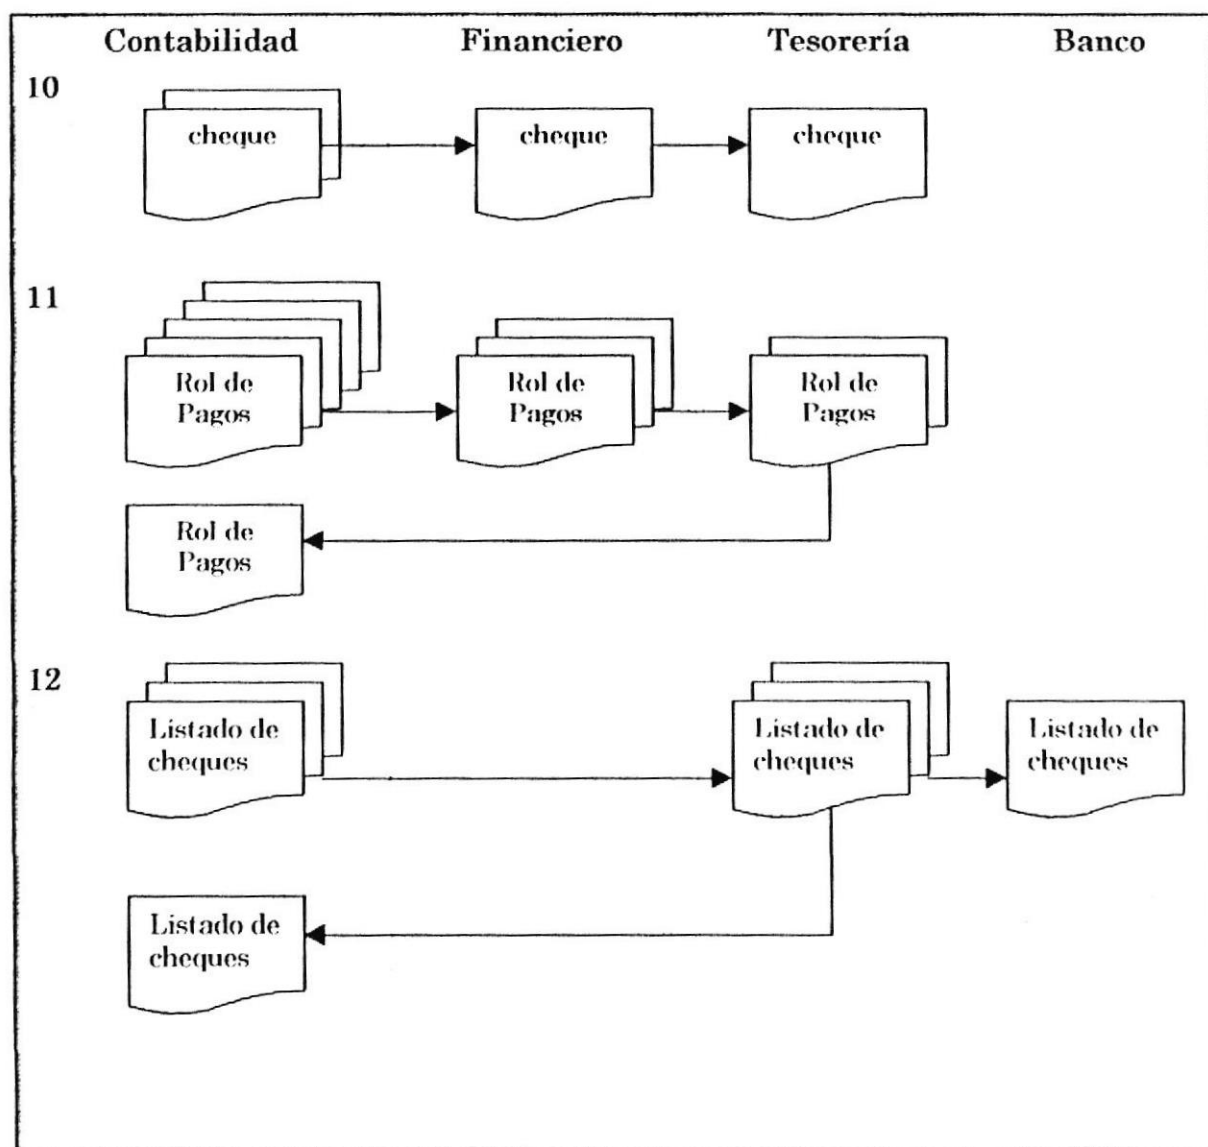 Contabilidad Financiero Tesorería Banco
10
cheque cheque cheque
11
Rol de Rol de Rol de
Pagos Pagos Pagos
Rol de
Pagos
12
Listado de Listado de Listado de
cheques cheques cheques
Listado de
cheques